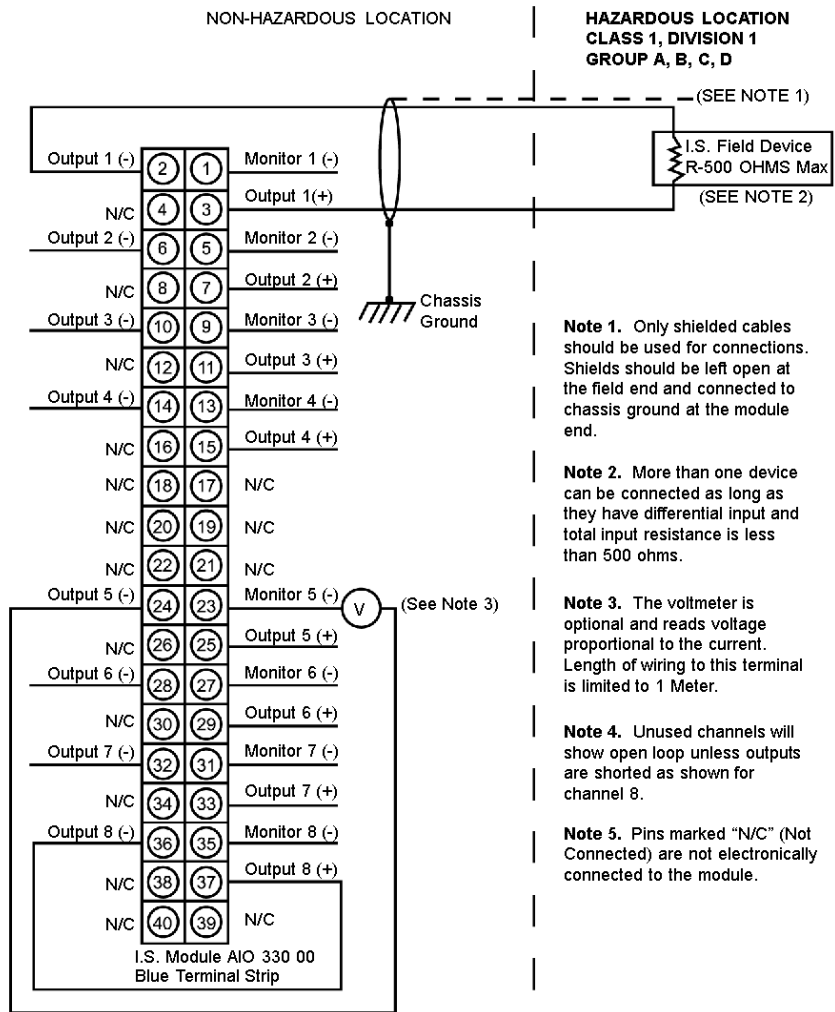 NON-HAZARDOUS LOCATION
HAZARDOUS LOCATION
CLASS 1, DIVISION 1
GROUP A, B, C, D
(SEE NOTE 1)
I.S. Field Device
R-500 OHMS Max
(SEE NOTE 2)
Output 1 (-) 2 1 Monitor 1 (-)
N/C 4 3 Output 1(+)
Output 2 (-) 6 5 Monitor 2 (-)
N/C 8 7 Output 2 (+)
Output 3 (-) 10 9 Monitor 3 (-)
N/C 12 11 Output 3 (+)
Output 4 (-) 14 13 Monitor 4 (-)
N/C 16 15 Output 4 (+)
N/C 18 17 N/C
N/C 20 19 N/C
N/C 22 21 N/C
Output 5 (-) 24 23 Monitor 5 (-) V (See Note 3)
N/C 26 25 Output 5 (+)
Output 6 (-) 28 27 Monitor 6 (-)
N/C 30 29 Output 6 (+)
Output 7 (-) 32 31 Monitor 7 (-)
N/C 34 33 Output 7 (+)
Output 8 (-) 36 35 Monitor 8 (-)
N/C 38 37 Output 8 (+)
N/C 40 39 N/C
I.S. Module AIO 330 00
Blue Terminal Strip
Chassis
Ground
Note 1. Only shielded cables
should be used for connections.
Shields should be left open at
the field end and connected to
chassis ground at the module
end.
Note 2. More than one device
can be connected as long as
they have differential input and
total input resistance is less
than 500 ohms.
Note 3. The voltmeter is
optional and reads voltage
proportional to the current.
Length of wiring to this terminal
is limited to 1 Meter.
Note 4. Unused channels will
show open loop unless outputs
are shorted as shown for
channel 8.
Note 5. Pins marked “N/C” (Not
Connected) are not electronically
connected to the module.